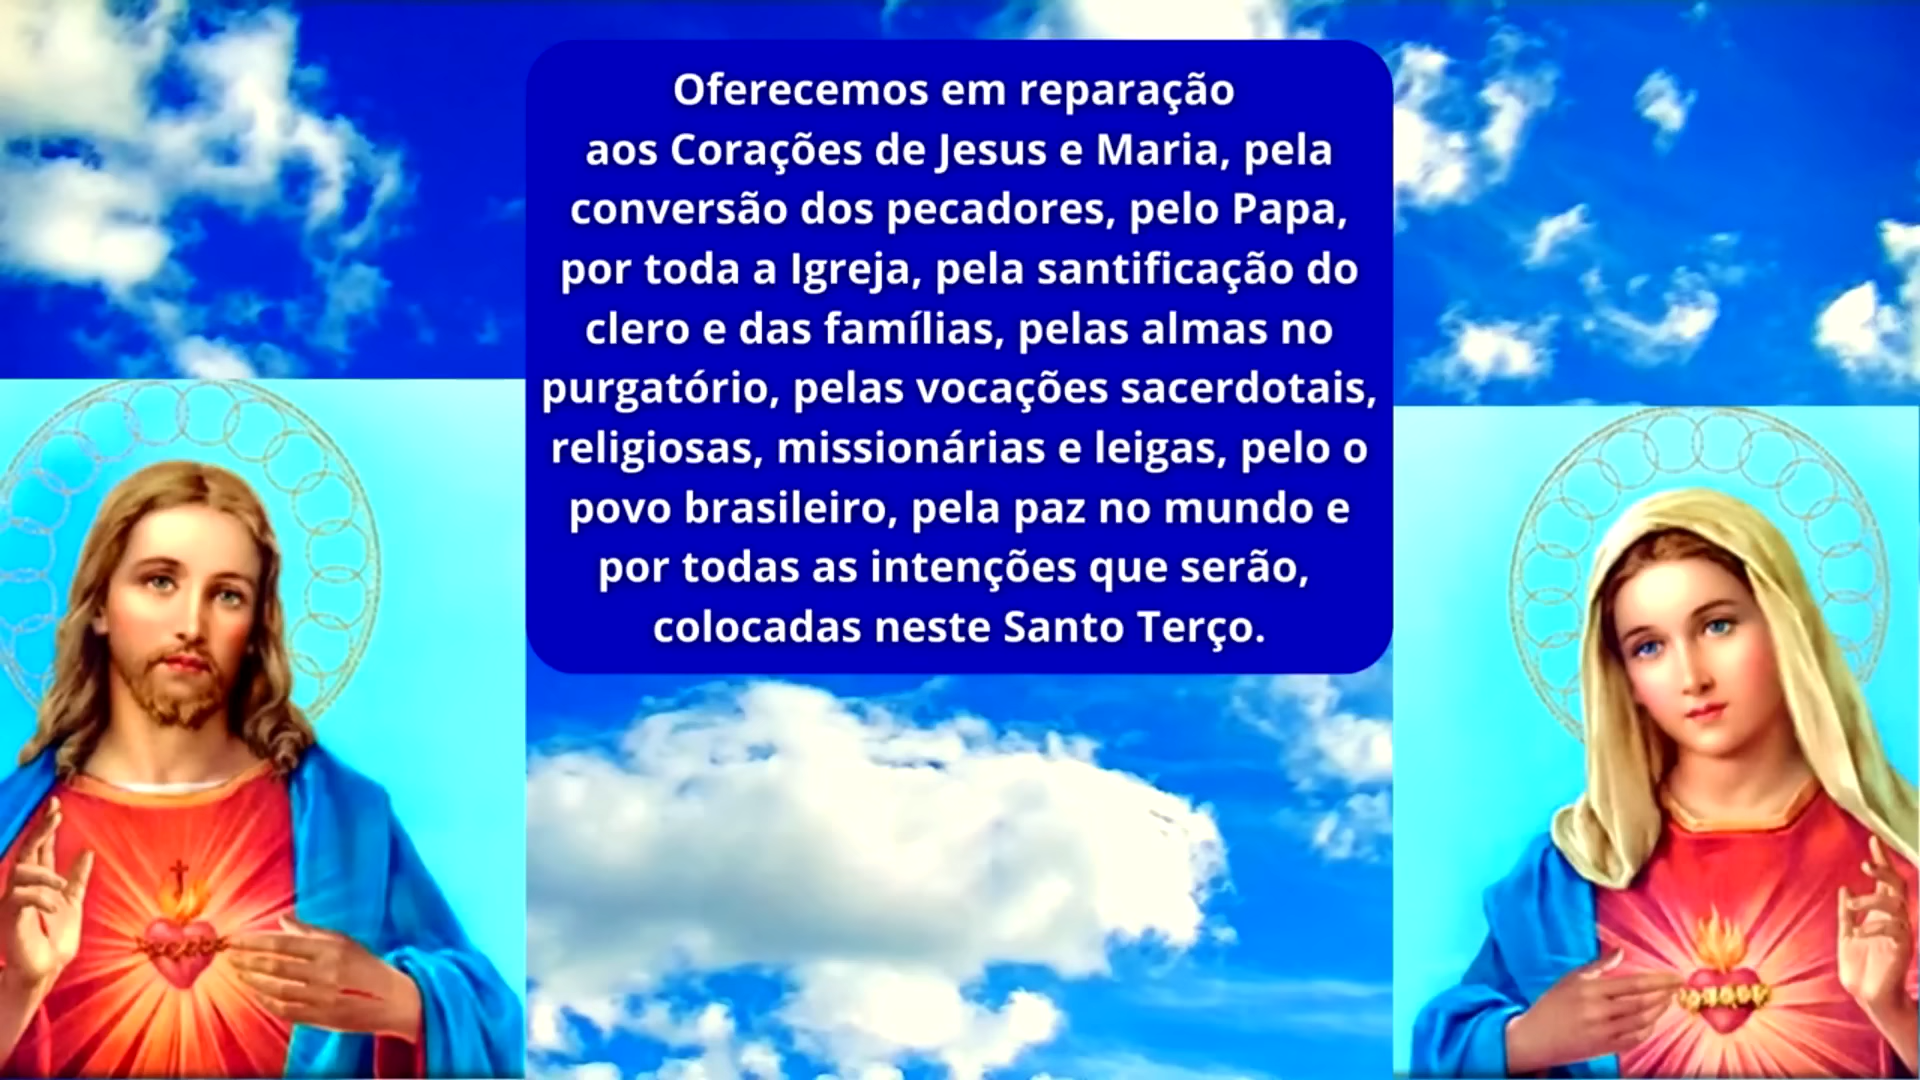 Oferecemos em reparação
aos Corações de Jesus e Maria, pela
conversão dos pecadores, pelo Papa,
por toda a Igreja, pela santificação do
clero e das famílias, pelas almas no
purgatório, pelas vocações sacerdotais,
religiosas, missionárias e leigas, pelo o
povo brasileiro, pela paz no mundo e
por todas as intenções que serão,
colocadas neste Santo Terço.